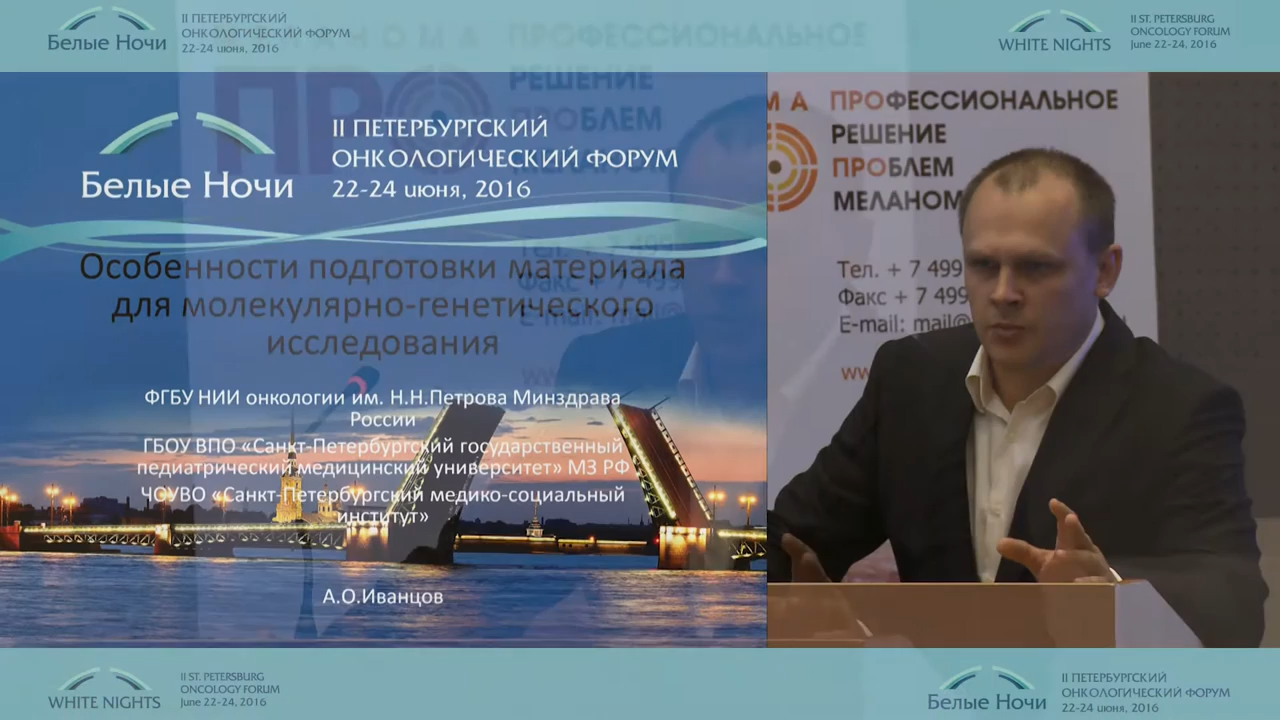 II ПЕТЕРБУРГСКИЙ
ОНКОЛОГИЧЕСКИЙ ФОРУМ
22-24 июня, 2016
Белые Ночи
II ST. PETERSBURG
ONCOLOGY FORUM
June 22-24, 2016
WHITE NIGHTS
II ПЕТЕРБУРГСКИЙ
ОНКОЛОГИЧЕСКИЙ ФОРУМ
22-24 июня, 2016
Белые Ночи
Особенности подготовки материала
для молекулярно-генетического
исследования
ФГБУ НИИ онкологии им. Н.Н.Петрова Минздрава
России
ГБОУ ВПО «Санкт-Петербургский государственный
педиатрический медицинский университет» МЗ РФ
ЧОУВО «Санкт-Петербургский медико-социальный
институт»
А.О.Иванцов
М А ПРОФЕССИОНАЛЬНОЕ
РЕШЕНИЕ
ПРОБЛЕМ
МЕЛАНОМ
Тел. + 7 499
Факс + 7 499
E-mail: mail@
ww
WHITE NIGHTS
II ST. PETERSBURG
ONCOLOGY FORUM
June 22-24, 2016
Белые Ночи
II ПЕТЕРБУРГСКИЙ
ОНКОЛОГИЧЕСКИЙ ФОРУМ
22-24 июня, 2016